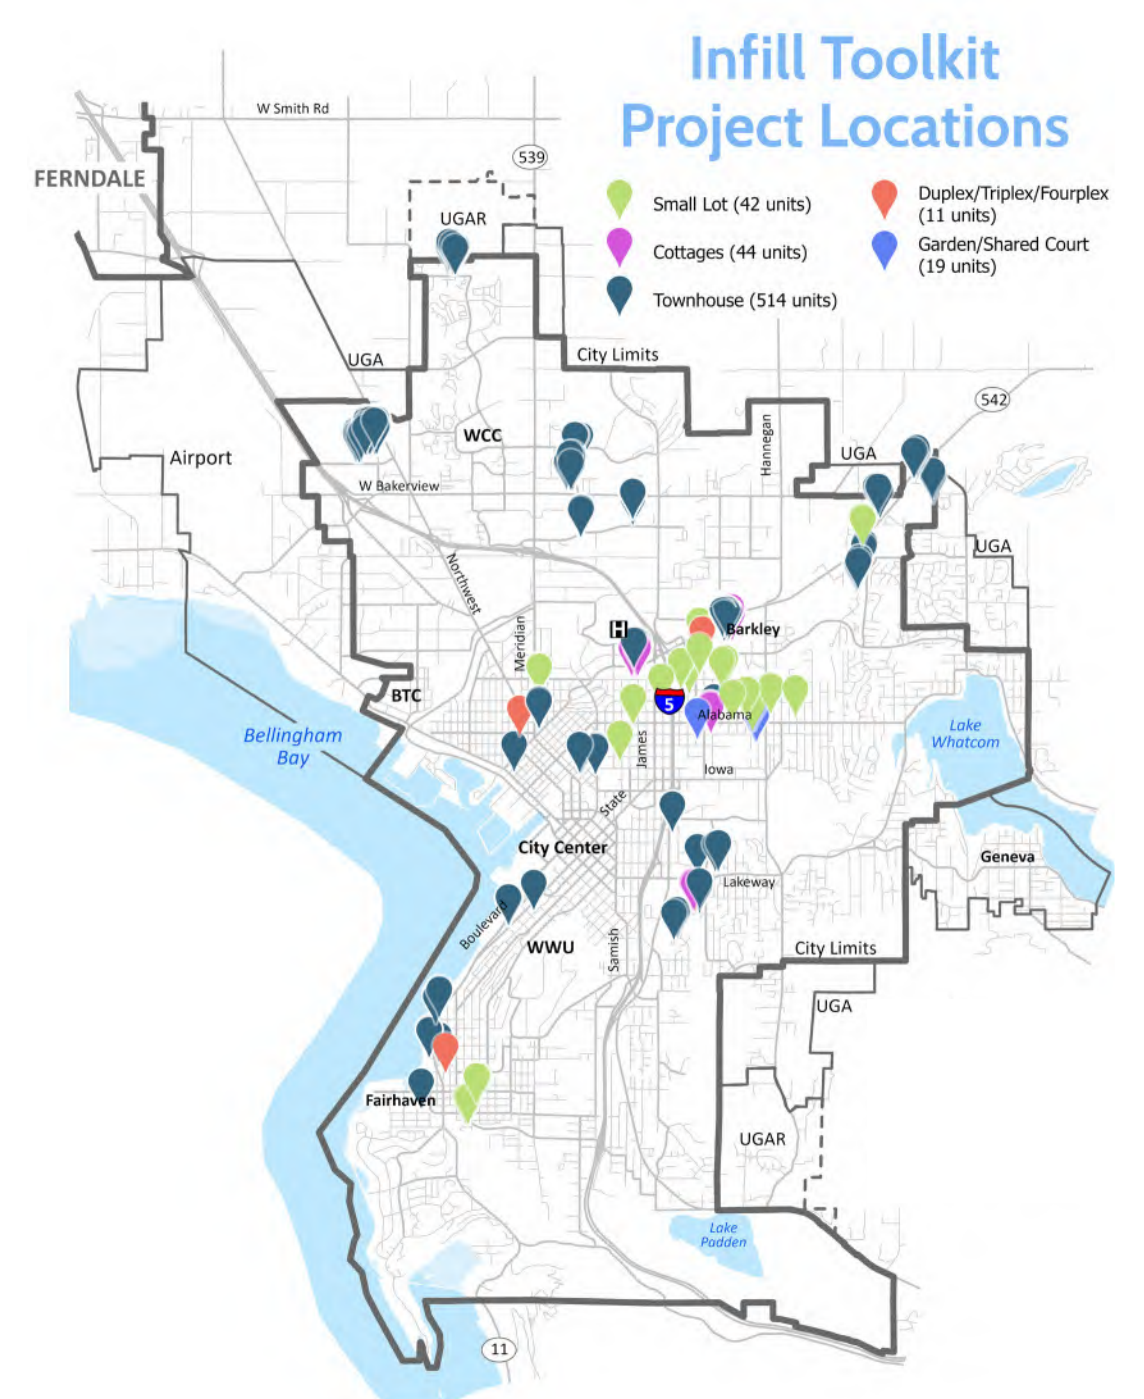 Infill Toolkit
Project Locations
W Smith Rd
539
FERNDALE
Small Lot (42 units)
Duplex/Triplex/Fourplex
(11 units)
UGAR
Cottages (44 units)
Garden/Shared Court
(19 units)
Townhouse (514 units)
UGA
City Limits
542
WCC
Hannegan
UGA
Airport
W Bakerview
UGA
Northwest
Meridian
H
Barkley
BTC
5
Alabama
Bellingham
Bay
James
Lake
Whatcom
Iowa
State
City Center
Geneva
Lakeway
Boulevard
WWU
Samish
City Limits
UGA
Fairhaven
UGAR
Lake
Padden
11